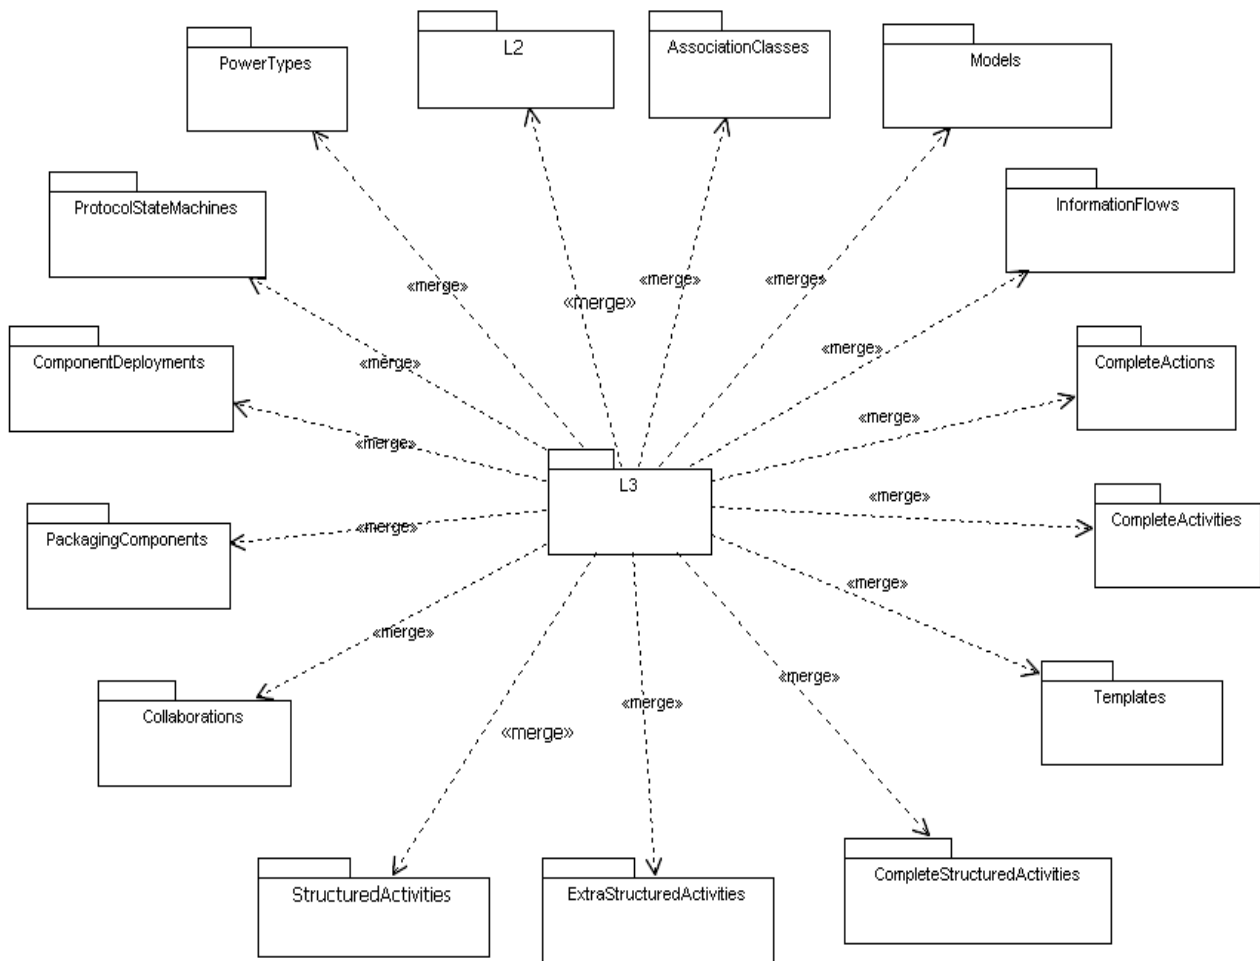 L2
AssociationClasses
Models
PowerTypes
InformationFlows
ProtocolStateMachines
«merge»
«merge»
«merge»
«merge»
«merge»
ComponentDeployments
«merge»
CompleteActions
«merge»
«merge»
L3
«merge»
CompleteActivities
PackagingComponents
«merge»
«merge»
«merge»
«merge»
Templates
«merge»
Collaborations
«merge»
StructuredActivities
ExtraStructuredActivities
CompleteStructuredActivities